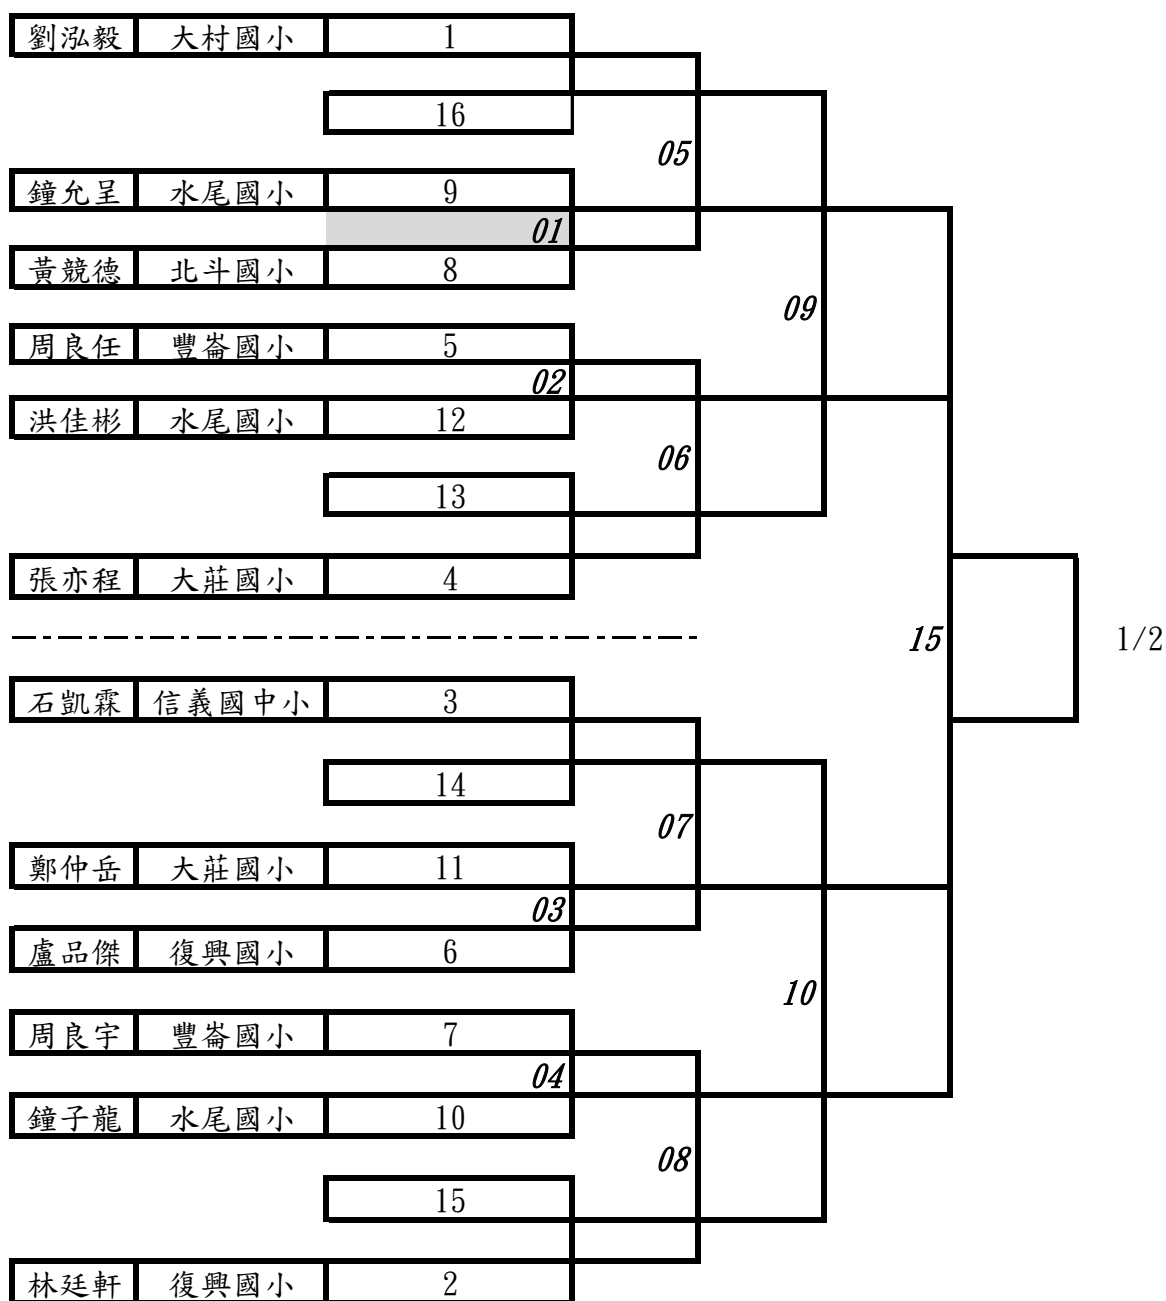 劉泓毅 大村國小 1
16
05
鐘允呈 水尾國小 9
01
黃競德 北斗國小 8
09
周良任 豐崙國小 5
02
洪佳彬 水尾國小 12
06
13
張亦程 大莊國小 4
15 1/2
石凱霖 信義國中小 3
14
07
鄭仲岳 大莊國小 11
03
盧品傑 復興國小 6
10
周良宇 豐崙國小 7
04
鐘子龍 水尾國小 10
08
15
林廷軒 復興國小 2